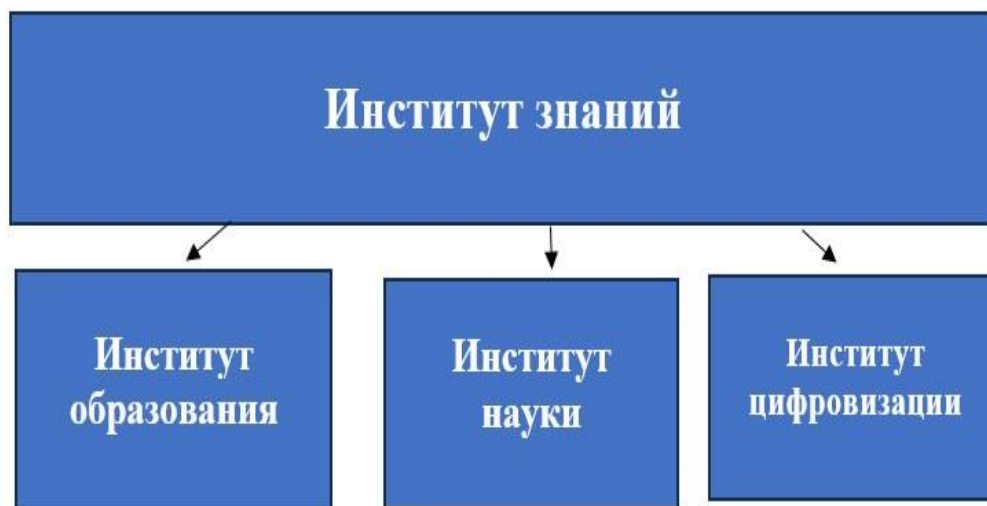 Институт знаний
Институт
образования
Институт
науки
Институт
цифровизации